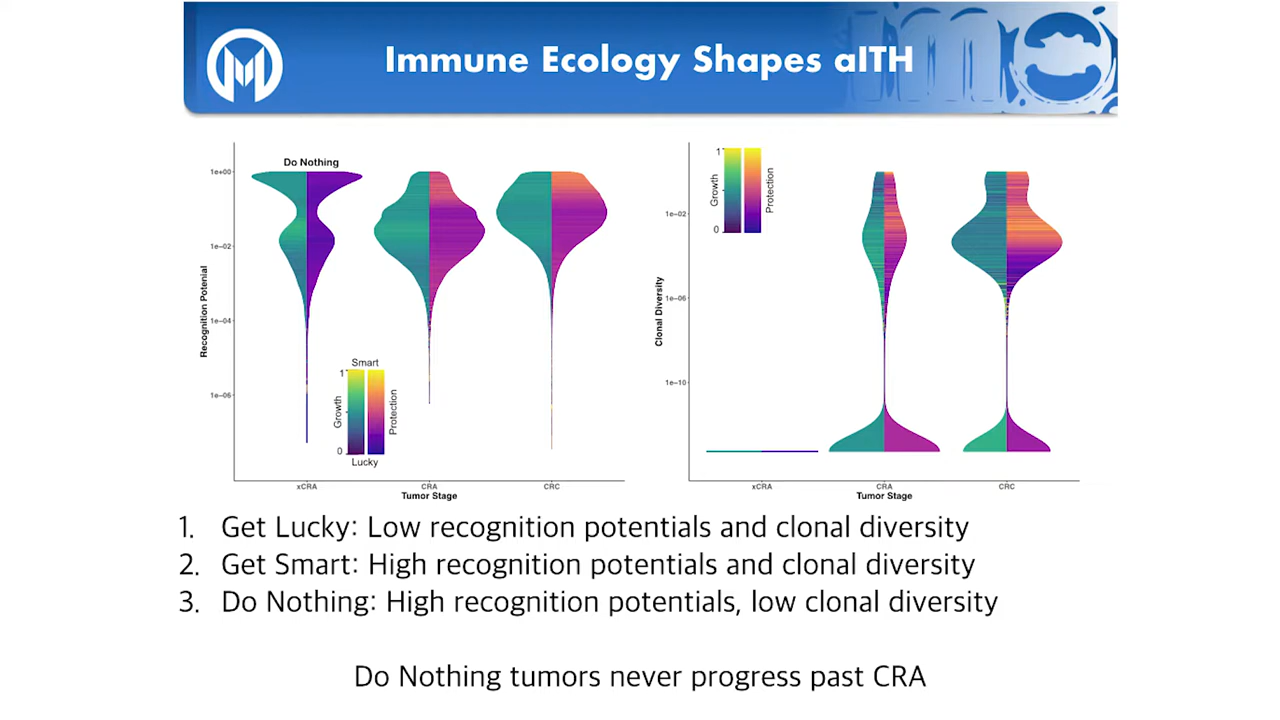 Immune Ecology Shapes aITH
Do Nothing
1e+00
1e−02
1e−04
1e−06
Recognition Potenial
Smart
1
Growth
Protection
0
Lucky
xCRA
CRA
CRC
Tumor Stage
1
Growth
Protection
0
1e−02
1e−06
1e−10
Clonal Diversity
xCRA
CRA
CRC
Tumor Stage
1. Get Lucky: Low recognition potentials and clonal diversity
2. Get Smart: High recognition potentials and clonal diversity
3. Do Nothing: High recognition potentials, low clonal diversity
Do Nothing tumors never progress past CRA